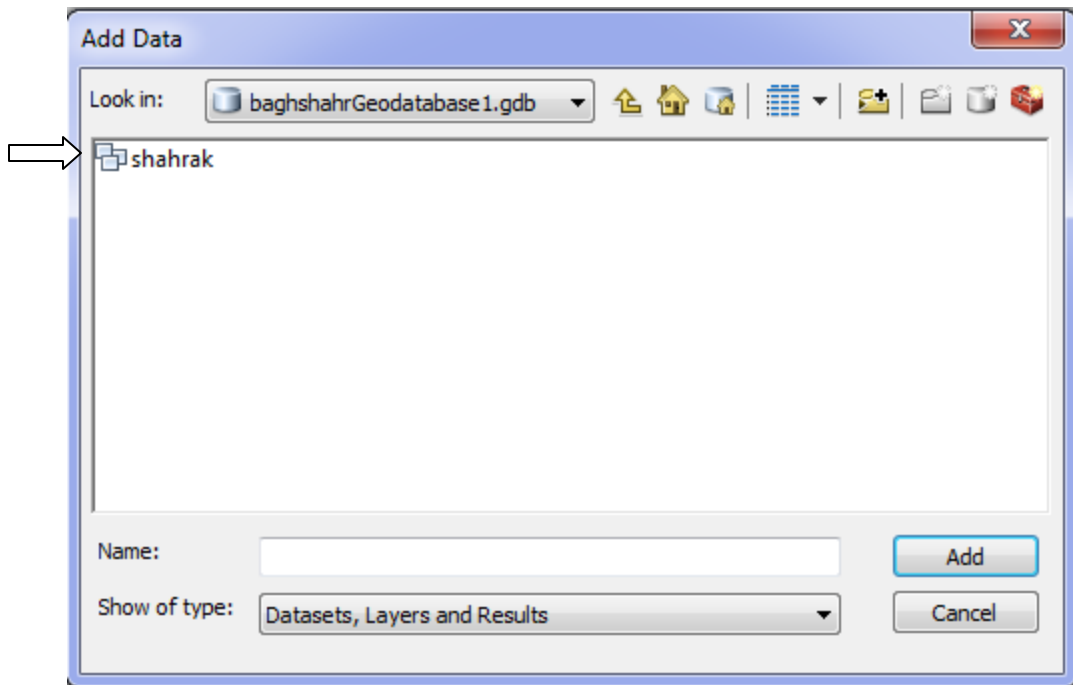 Add Data
Look in: baghshahrGeodatabase1.gdb
shahrak
Name:
Add
Show of type: Datasets, Layers and Results
Cancel